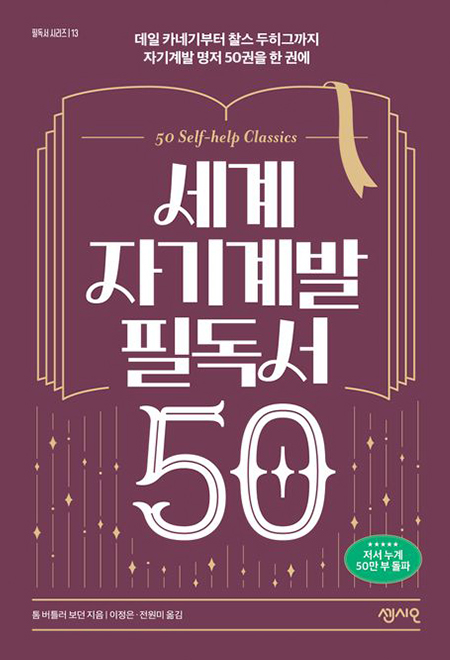 필독서 시리즈 | 13
데일 카네기부터 찰스 두히그까지
자기계발 명저 50권을 한 권에
50 Self-help Classics
세계
자기계발
필독서
50
★★★★★
저서 누계
50만 부 돌파
톰 버틀러 보던 지음 | 이정은·전원미 옮김
센시오